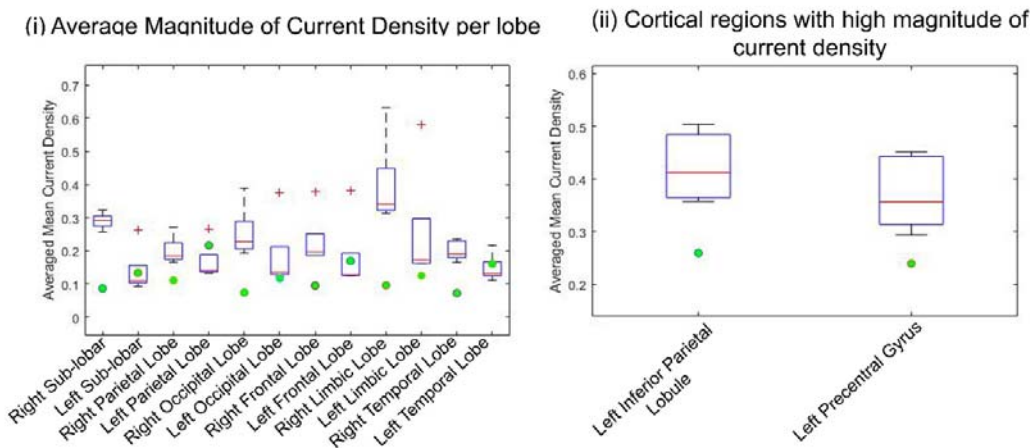 (i) Average Magnitude of Current Density per lobe
Averaged Mean Current Density
0.7
0.6
0.5
0.4
0.3
0.2
0.1
0
Right Sub-lobar
Left Sub-lobar
Right Parietal Lobe
Left Parietal Lobe
Right Occipital Lobe
Left Occipital Lobe
Right Frontal Lobe
Left Frontal Lobe
Right Limbic Lobe
Left Limbic Lobe
Right Temporal Lobe
Left Temporal Lobe
(ii) Cortical regions with high magnitude of
current density
Averaged Mean Current Density
0.6
0.5
0.4
0.3
0.2
Left Inferior Parietal
Lobule
Left Precentral Gyrus